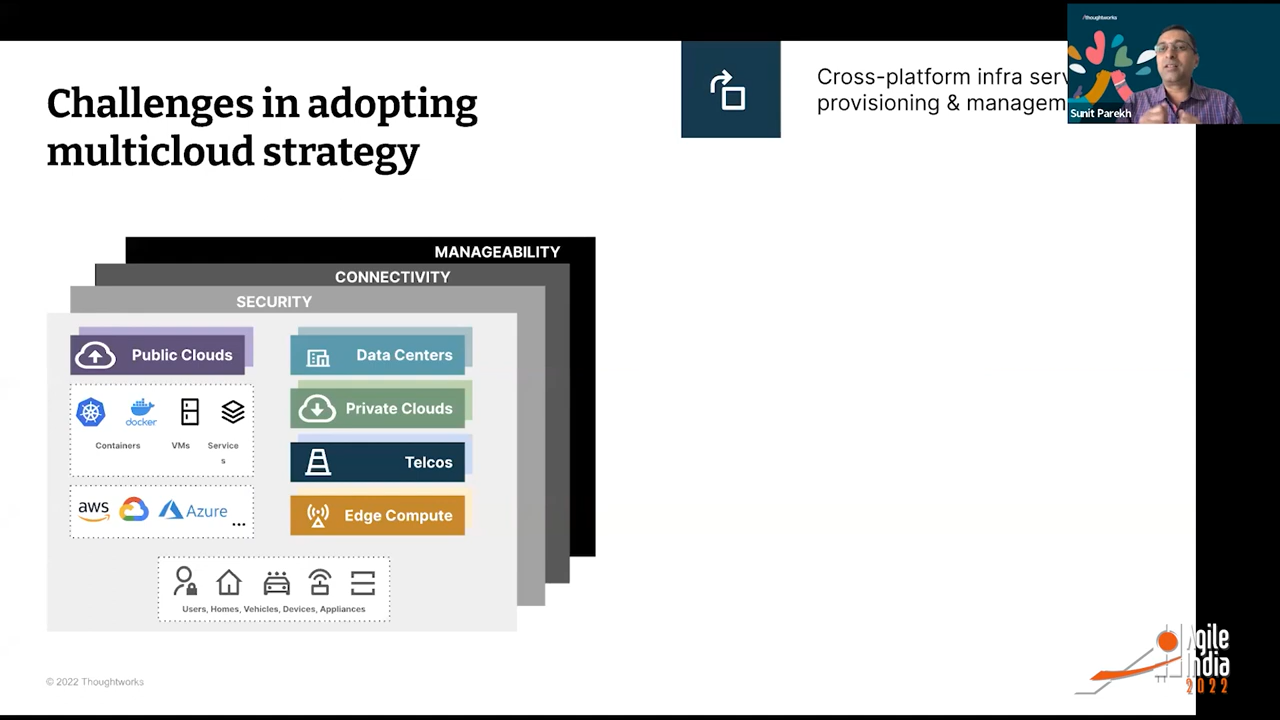 /thoughtworks
Sunit Parekh
Challenges in adopting
multicloud strategy
Cross-platform infra
provisioning &
MANAGEABILITY
CONNECTIVITY
SECURITY
Public Clouds
docker
Containers
VMs
Service
s
aws
Azure
...
Data Centers
Private Clouds
Telcos
Edge Compute
Users, Homes, Vehicles, Devices, Appliances
© 2022 Thoughtworks
Agile
India
2022